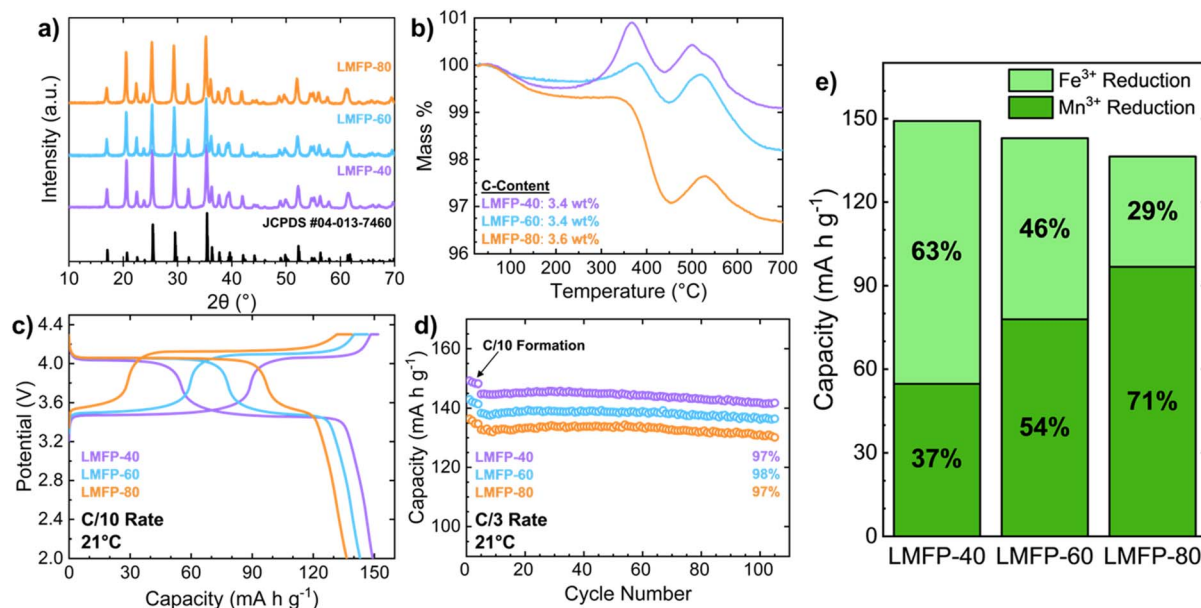 a)
LMFP-80
LMFP-60
LMFP-40
JCPDS #04-013-7460
Intensity (a.u.)
10 20 30 40 50 60 70
2θ (°)
b)
101
100
99
98
97
96
Mass %
C-Content
LMFP-40: 3.4 wt%
LMFP-60: 3.4 wt%
LMFP-80: 3.6 wt%
100 300 500 700
Temperature (°C)
c)
4.4
4.0
3.6
3.2
2.8
2.4
2.0
Potential (V)
LMFP-40
LMFP-60
LMFP-80
C/10 Rate
21°C
0 30 60 90 120 150
Capacity (mA h g⁻¹)
d)
C/10 Formation
160
140
120
100
Capacity (mA h g⁻¹)
LMFP-40 97%
LMFP-60 98%
LMFP-80 97%
C/3 Rate
21°C
0 20 40 60 80 100
Cycle Number
e)
Fe³⁺ Reduction
Mn³⁺ Reduction
150
120
90
60
30
0
Capacity (mA h g⁻¹)
63%
46%
29%
37%
54%
71%
LMFP-40 LMFP-60 LMFP-80